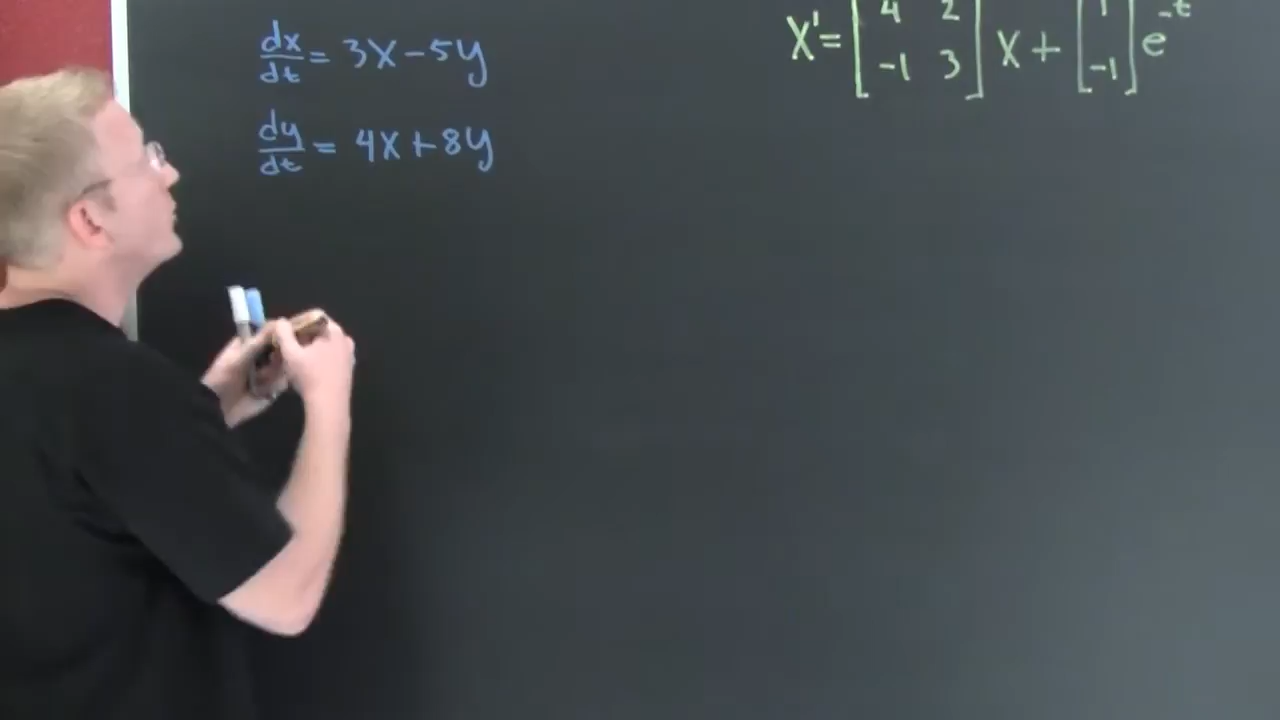 dx/dt = 3x - 5y
dy/dt = 4x + 8y
X' = [4 2; -1 3] X + [1; -1] e^-t